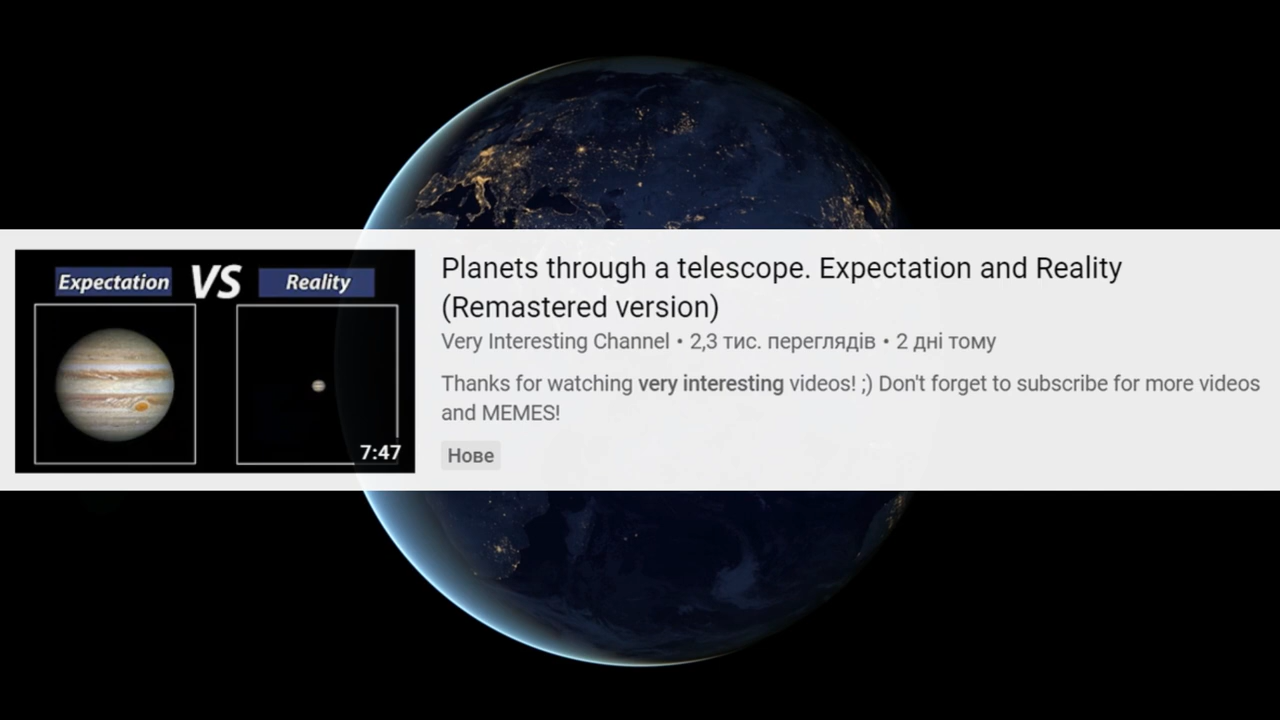 Expectation VS Reality
7:47
Planets through a telescope. Expectation and Reality
(Remastered version)
Very Interesting Channel • 2,3 тис. переглядів • 2 дні тому
Thanks for watching very interesting videos! ;) Don't forget to subscribe for more videos
and MEMES!
Нове